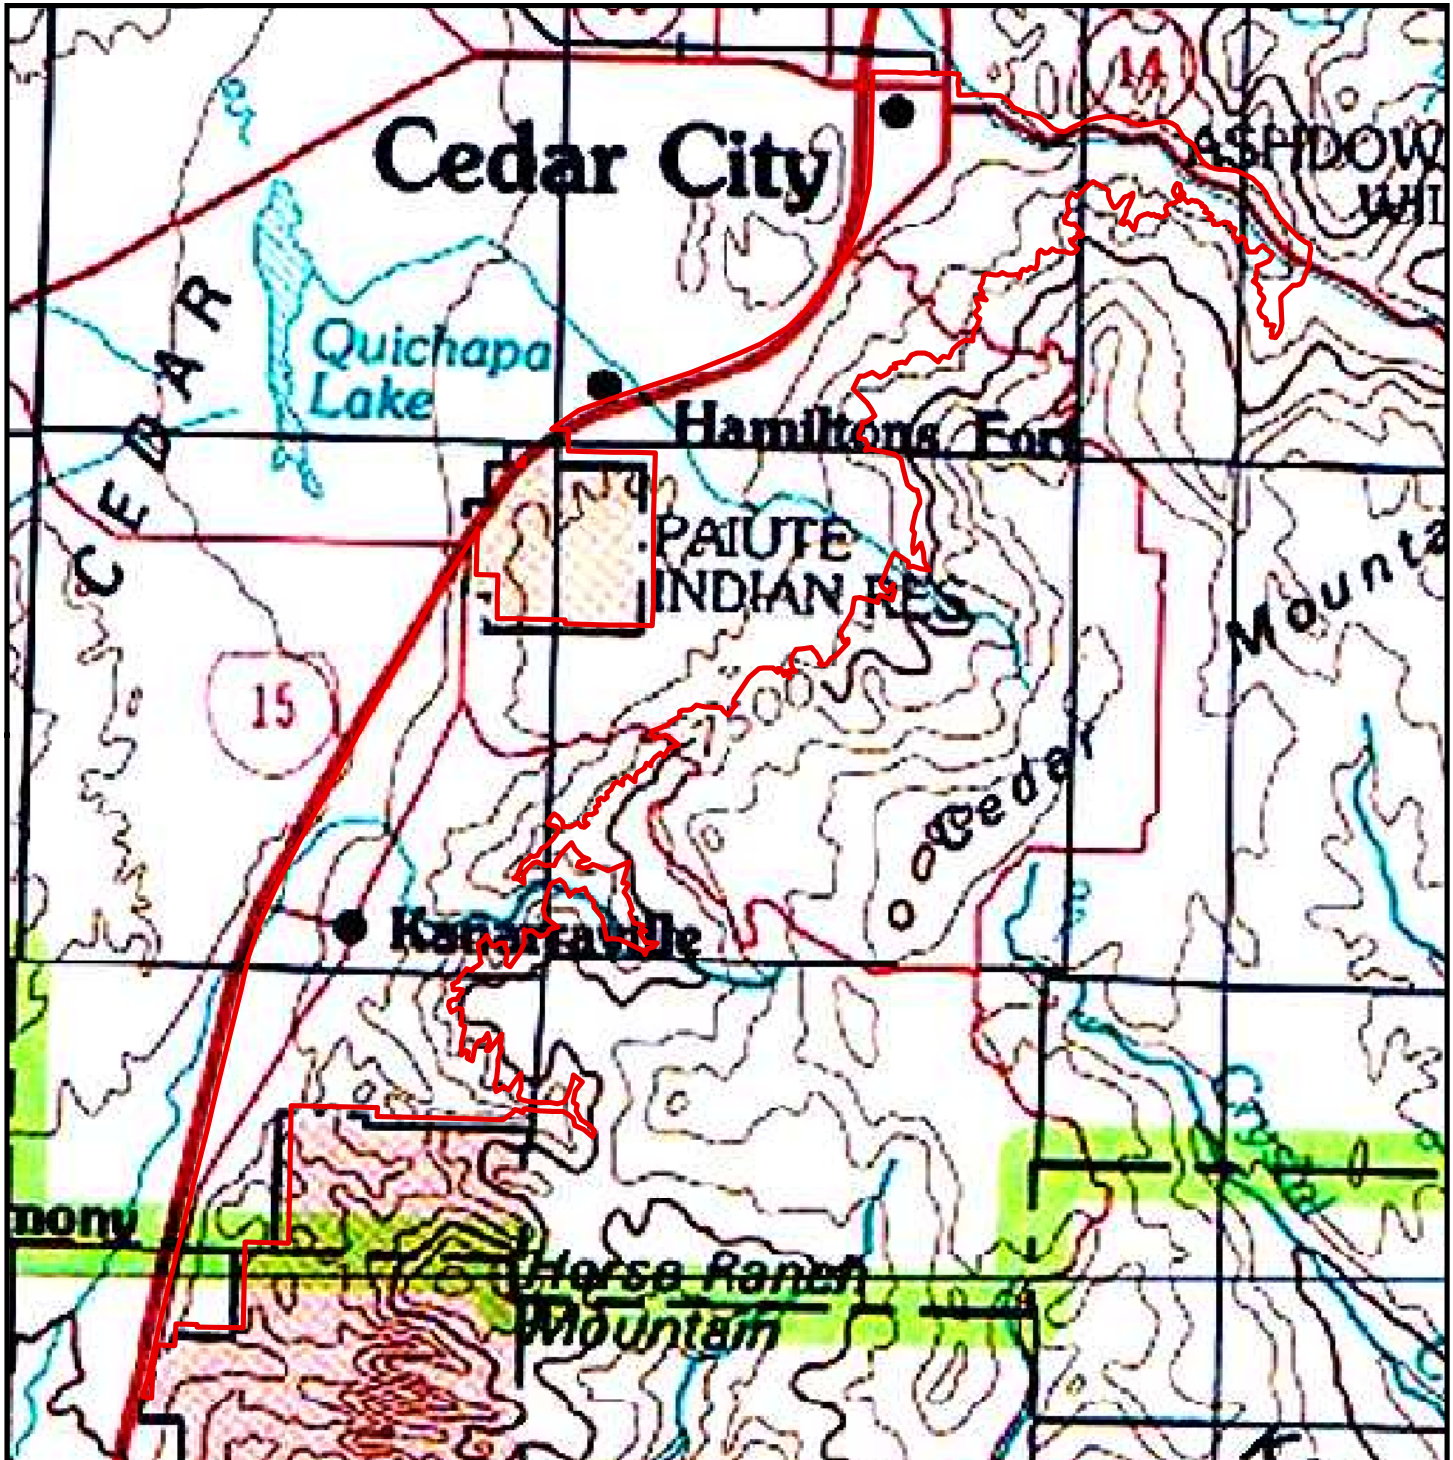 14
ASHDOW
WIL
Cedar City
Quichapa
Lake
CEDAR
Hamiltons Fort
PAIUTE
INDIAN RES
Mounta
15
Cedar
Kanarraville
mony
Horse Ranch
Mountain